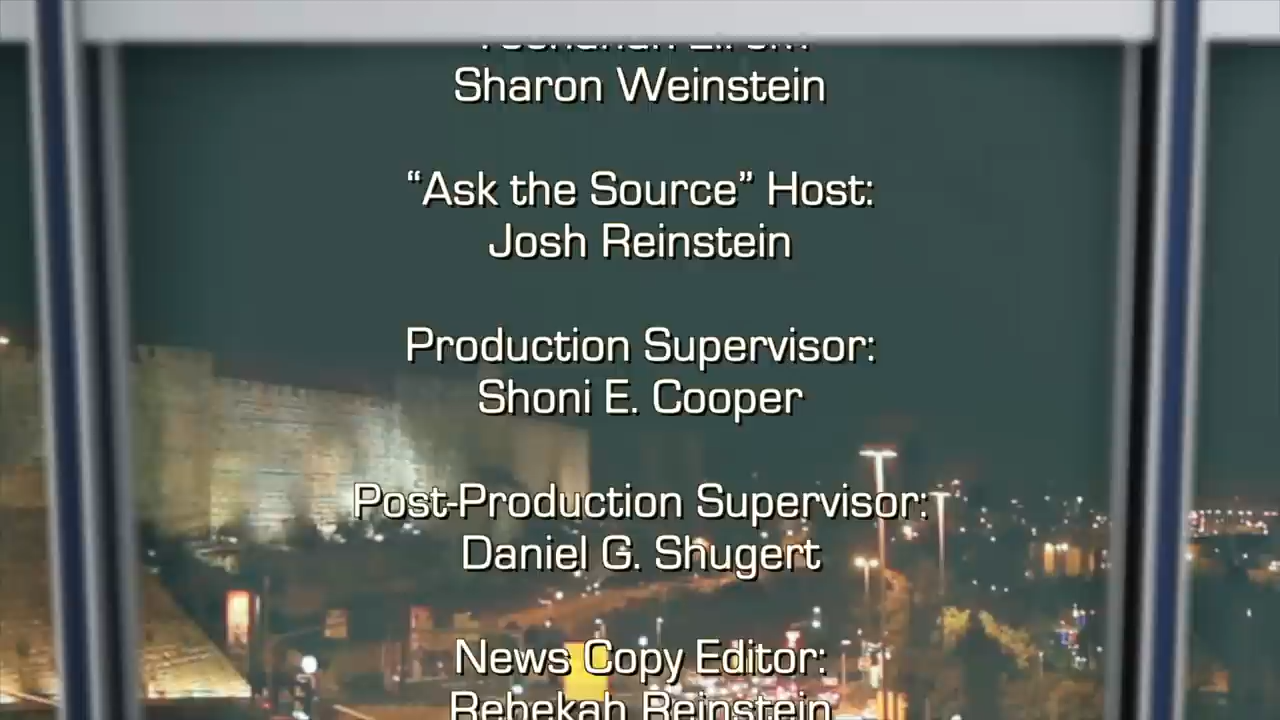 Sharon Weinstein
“Ask the Source” Host:
Josh Reinstein
Production Supervisor:
Shoni E. Cooper
Post-Production Supervisor:
Daniel G. Shugert
News Copy Editor:
Rebekah Reinstein